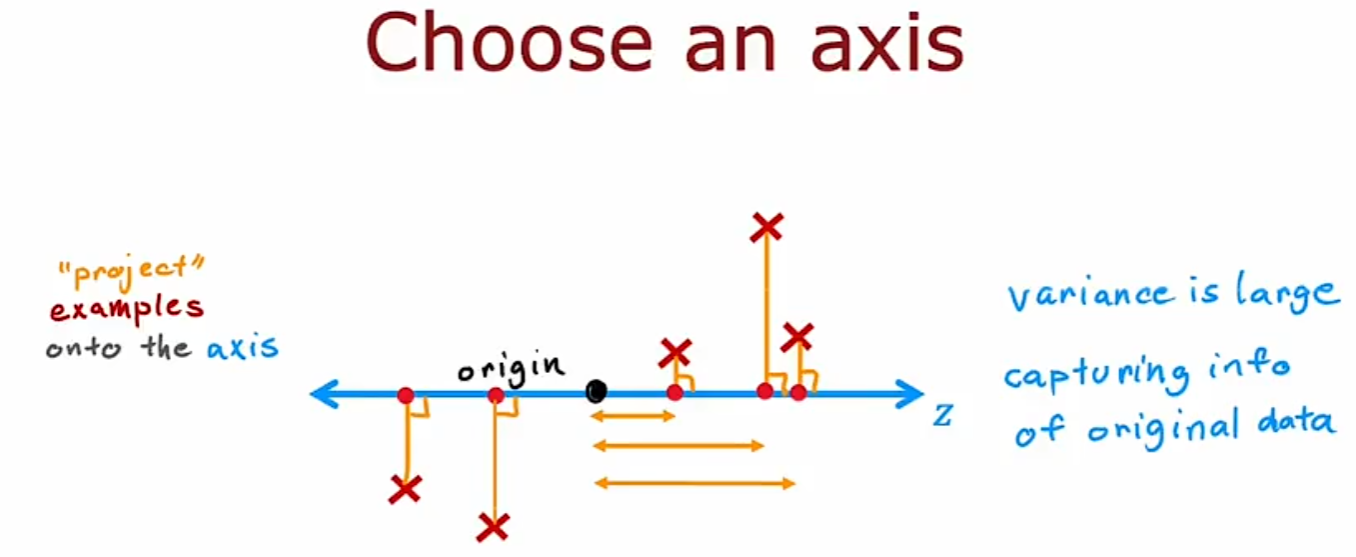 Choose an axis
"project"
examples
onto the axis
origin
z
variance is large
capturing info
of original data